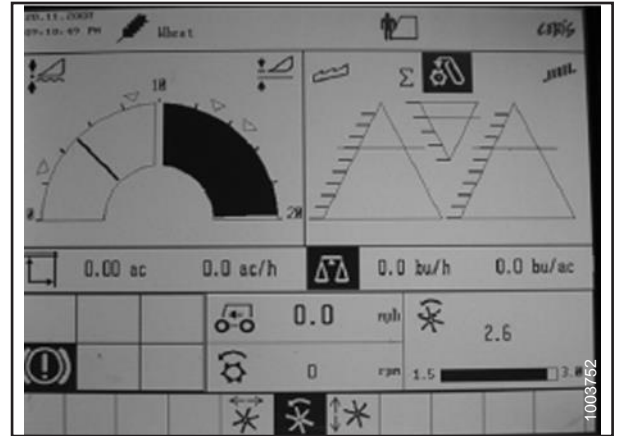 20.11.2007
09:10:49 PM
Wheat
CEBIS
10
Σ
0
20
0.00 ac
0.0 ac/h
0.0 bu/h
0.0 bu/ac
0.0
mph
2.6
0
rpm
1.5
3.0
1003752